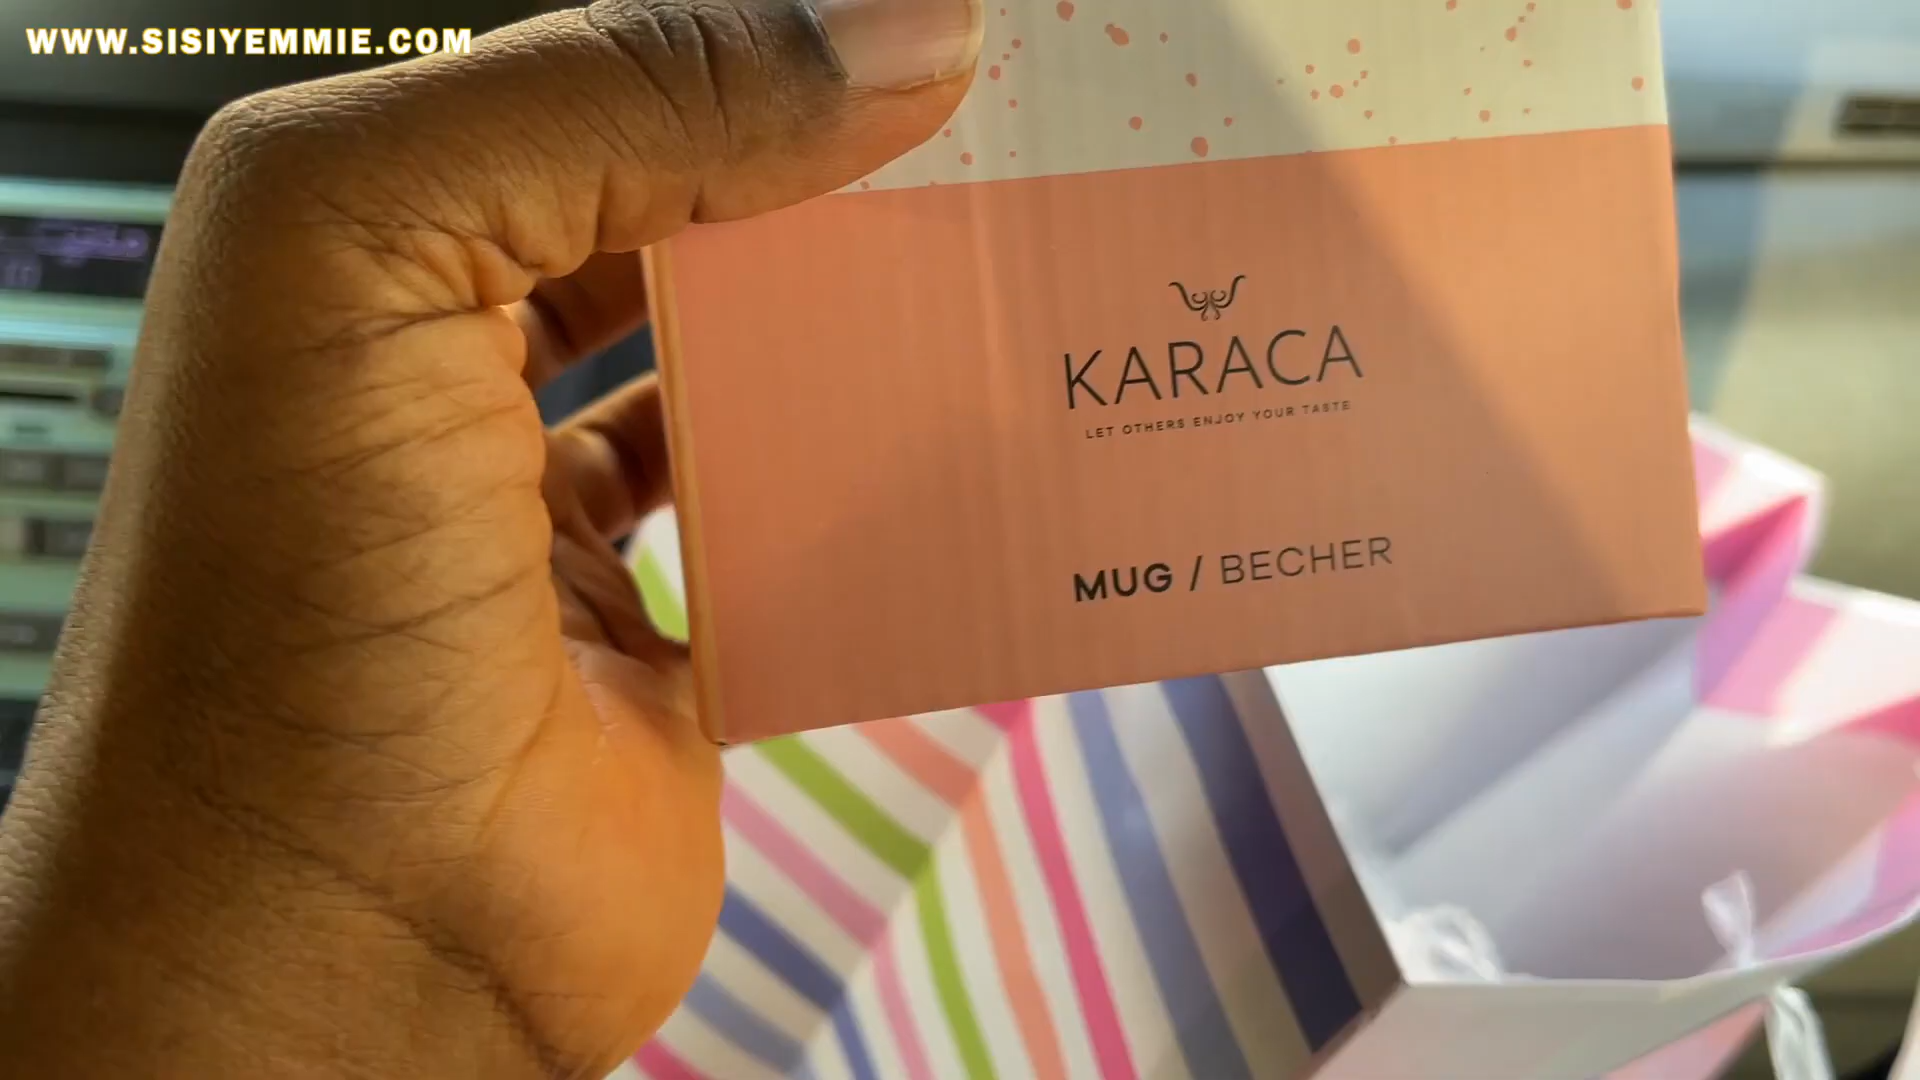 WWW.SISIYEMMIE.COM
KARACA
LET OTHERS ENJOY YOUR TASTE
MUG / BECHER